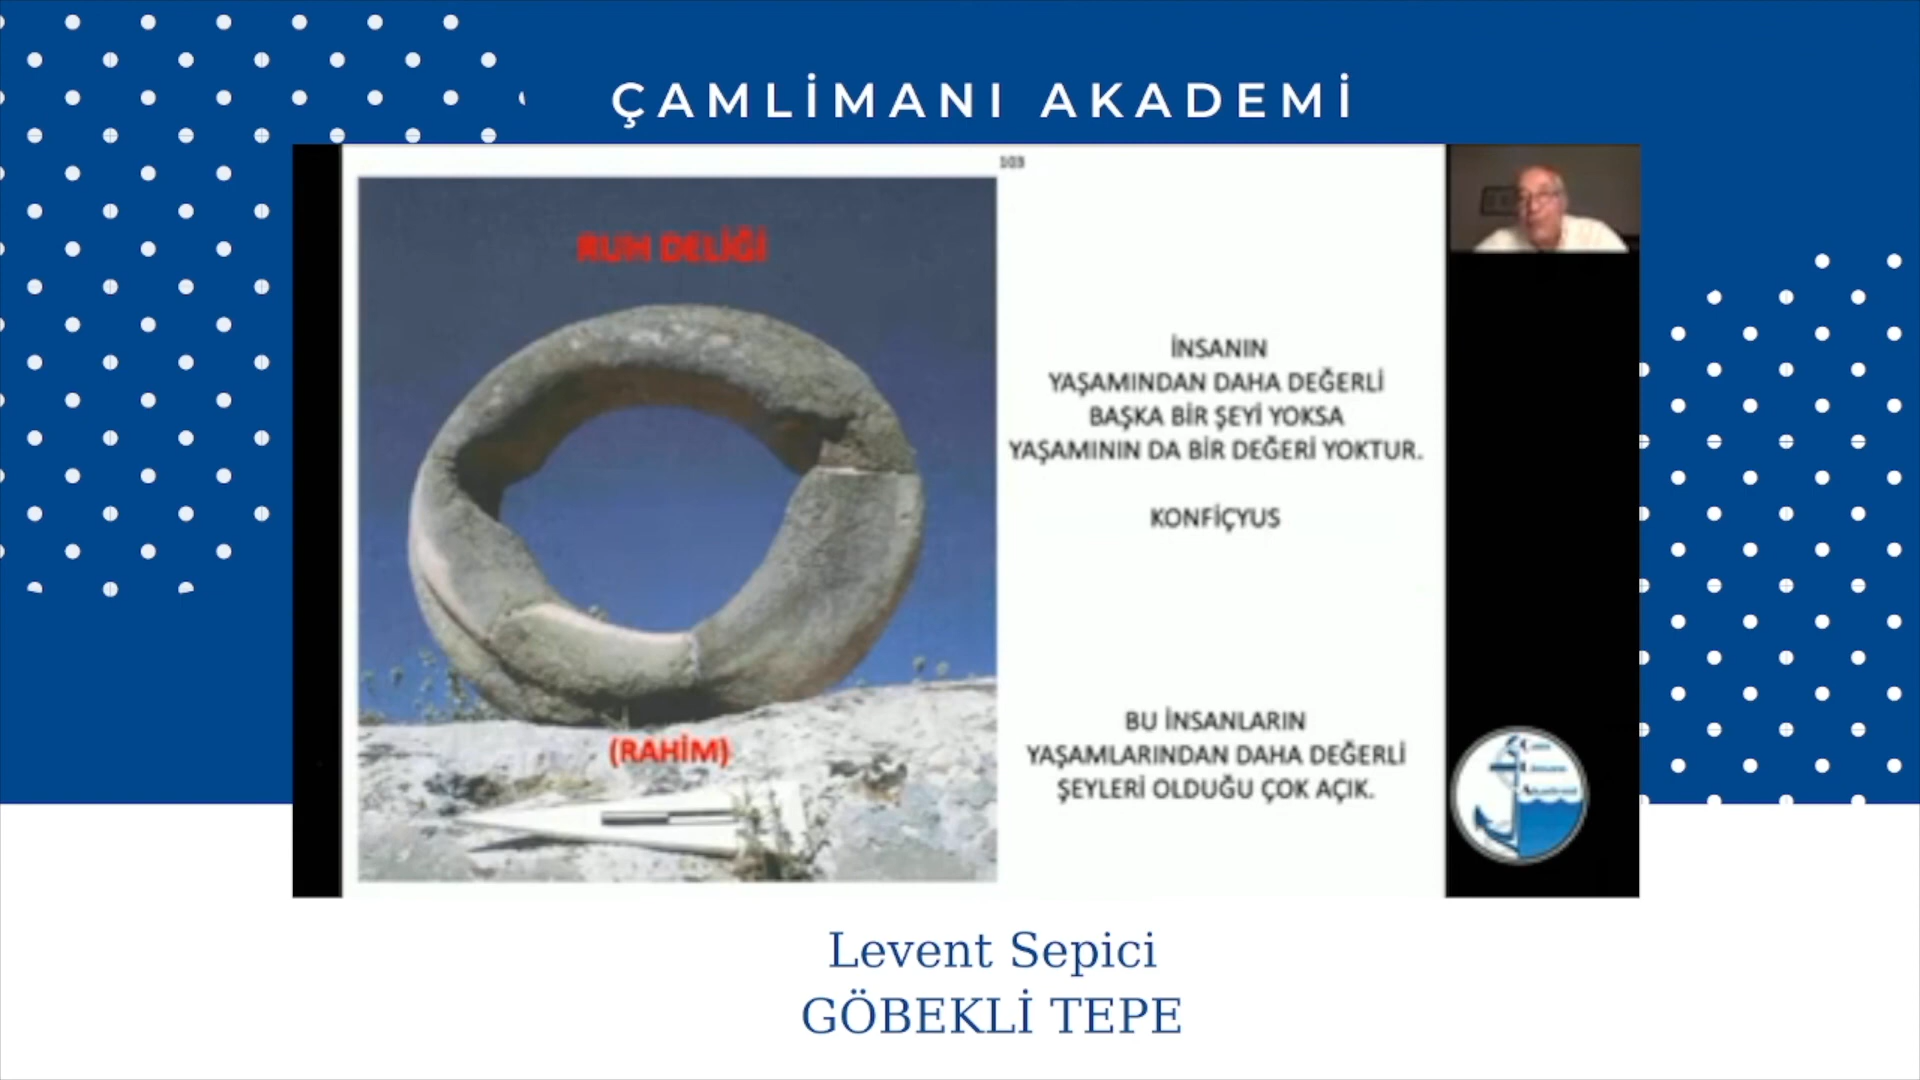 ÇAMLİMANI AKADEMİ
103
RUH DELİĞİ
(RAHİM)
İNSANIN
YAŞAMINDAN DAHA DEĞERLİ
BAŞKA BİR ŞEYİ YOKSA
YAŞAMININ DA BİR DEĞERİ YOKTUR.
KONFİÇYUS
BU İNSANLARIN
YAŞAMLARINDAN DAHA DEĞERLİ
ŞEYLERİ OLDUĞU ÇOK AÇIK.
Levent Sepici
GÖBEKLİ TEPE